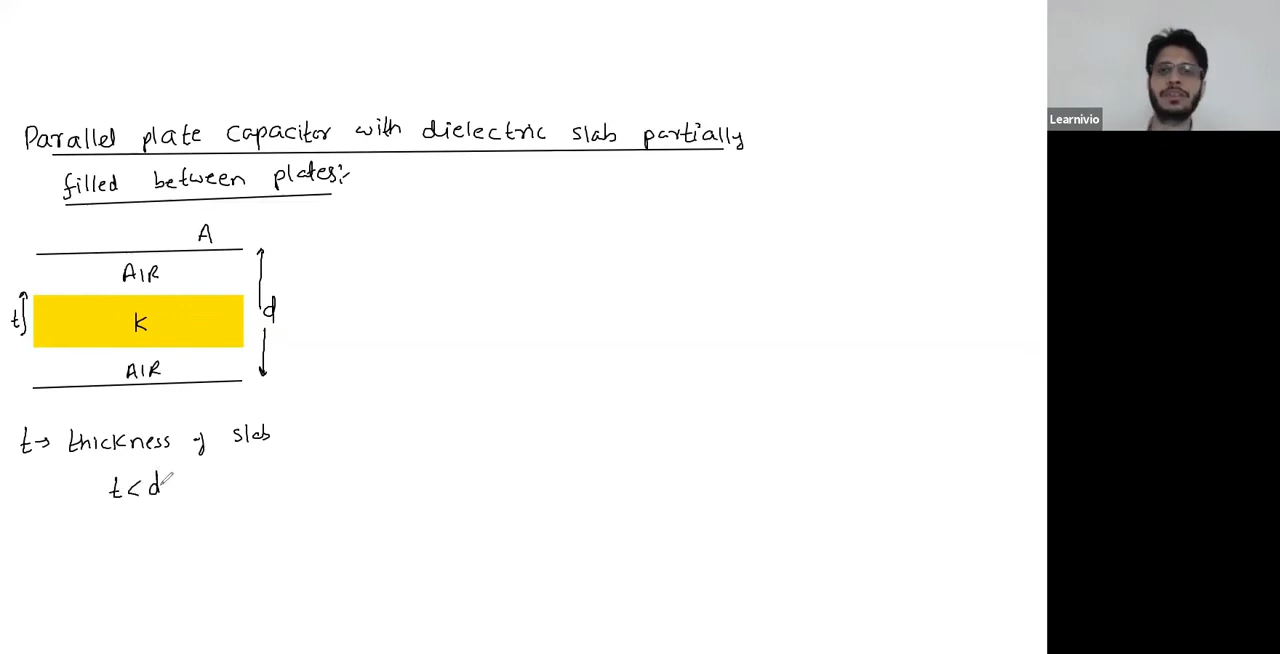 Parallel plate capacitor with dielectric slab partially
filled between plates:-
A
AIR
t
K
d
AIR
t → thickness of slab
t < d
Learnivio